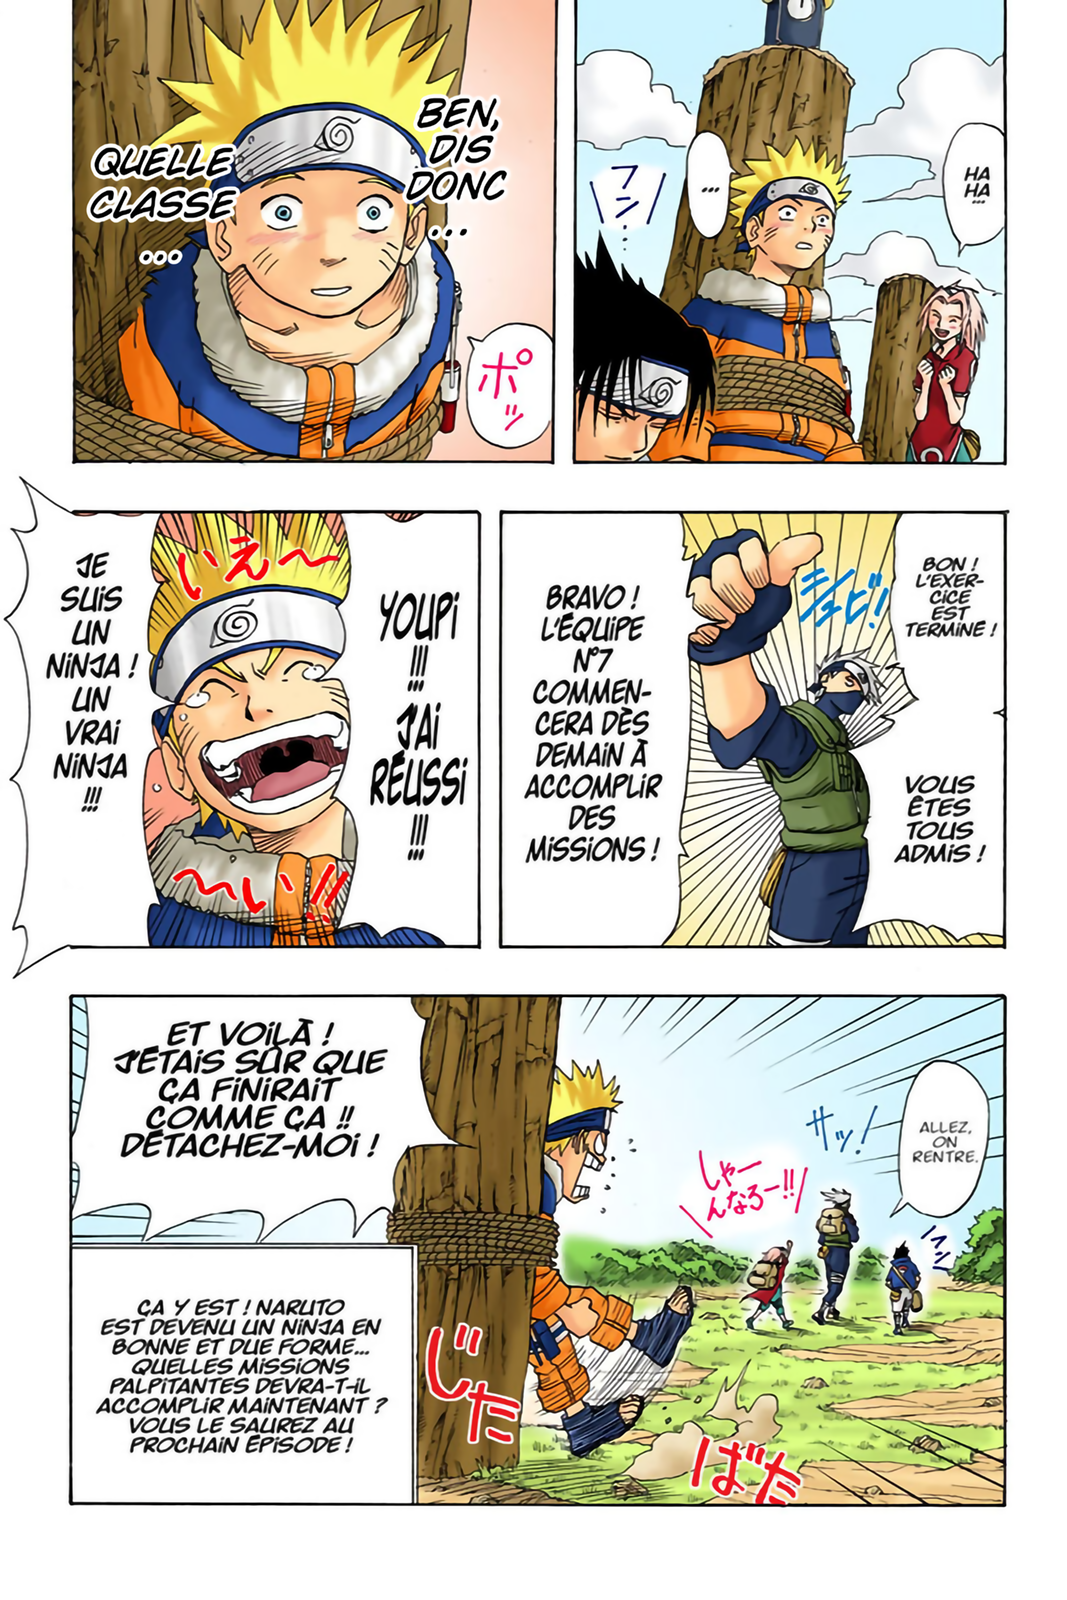 HA
HA...
...
フン!...
BEN,
DIS
DONC
...
QUELLE
CLASSE
...
ポッ
BON !
L'EXER-
CICE
EST
TERMINÉ !
シュビ!
VOUS
ÊTES
TOUS
ADMIS !
BRAVO !
L'ÉQUIPE
N°7
COMMEN-
CERA DÈS
DEMAIN À
ACCOMPLIR
DES
MISSIONS !
いえ〜
YOUPI
!!!
J'AI
RÉUSSI
!!!
JE
SUIS
UN
NINJA !
UN
VRAI
NINJA
!!!
〜い!!
ALLEZ,
ON
RENTRE.
フン
サッ!
しゃー
んなろー!!
ET VOILÀ !
J'ÉTAIS SÛR QUE
ÇA FINIRAIT
COMME ÇA !!
DÉTACHEZ-MOI !
じた
ばた
ÇA Y EST ! NARUTO
EST DEVENU UN NINJA EN
BONNE ET DUE FORME...
QUELLES MISSIONS
PALPITANTES DEVRA-T-IL
ACCOMPLIR MAINTENANT ?
VOUS LE SAUREZ AU
PROCHAIN ÉPISODE !